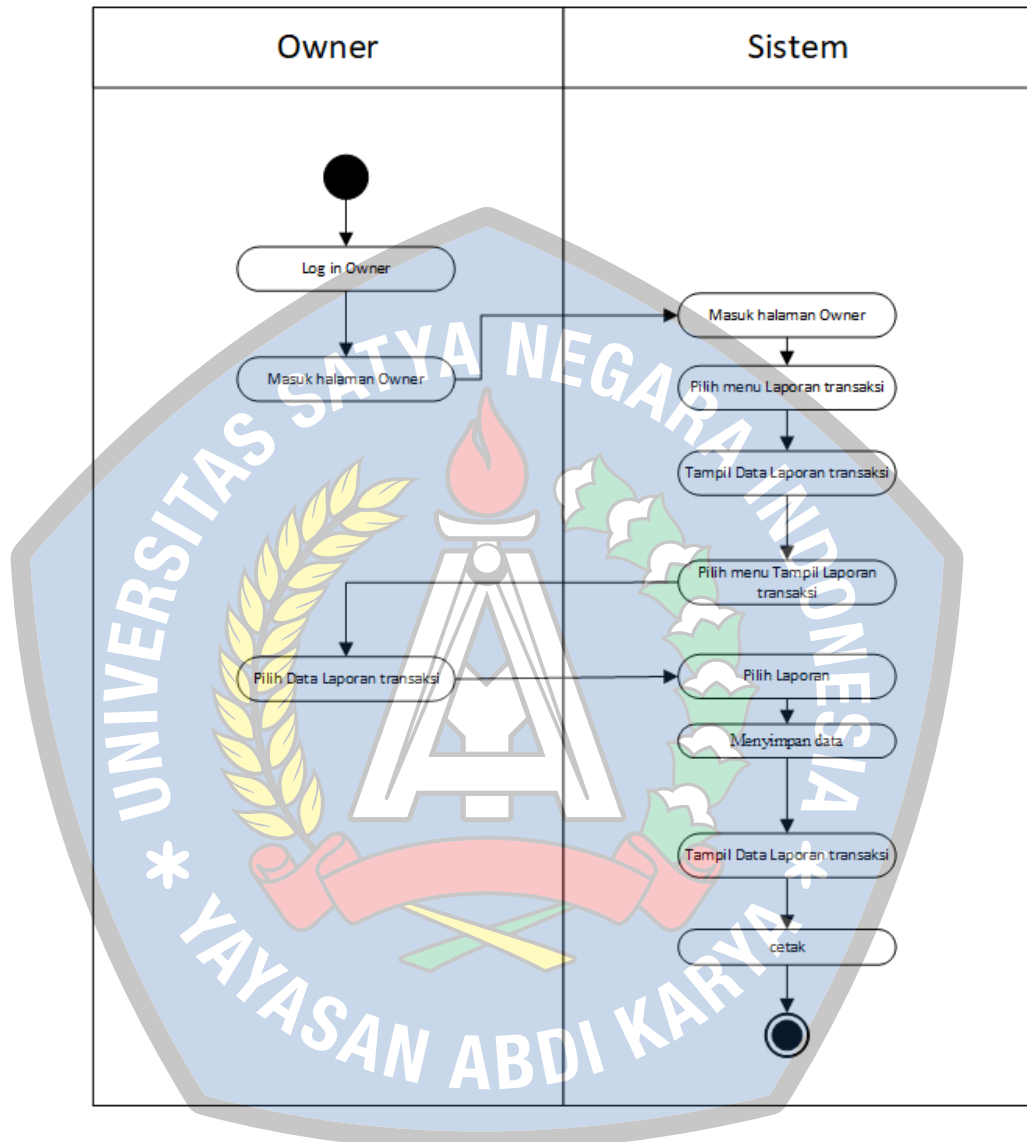 Owner
Sistem
Log in Owner
Masuk halaman Owner
Masuk halaman Owner
Pilih menu Laporan transaksi
Tampil Data Laporan transaksi
Pilih menu Tampil Laporan
transaksi
Pilih Data Laporan transaksi
Pilih Laporan
Menyimpan data
Tampil Data Laporan transaksi
cetak
UNIVERSITAS SATYA NEGARA INDONESIA
YAYASAN ABDI KARYA